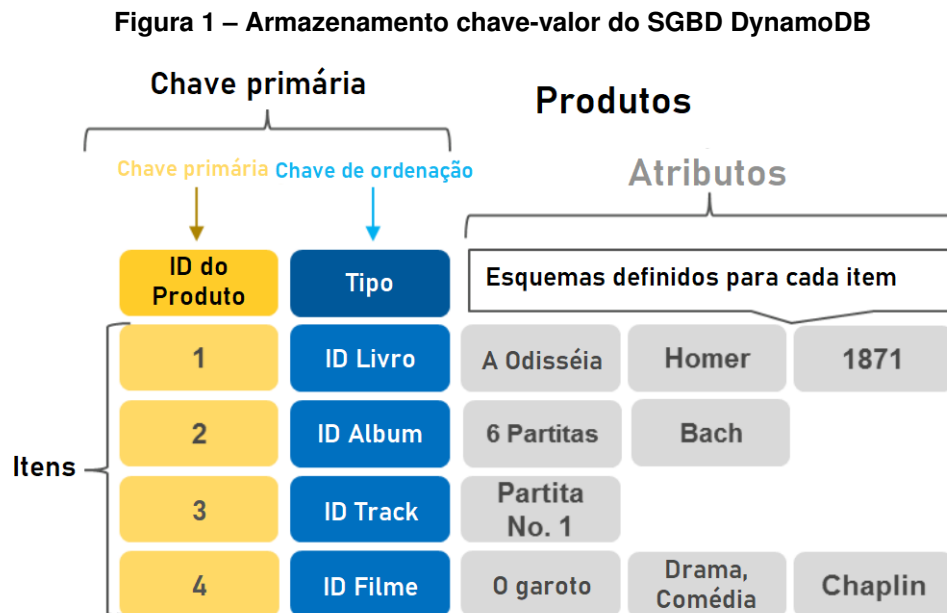 Figura 1 – Armazenamento chave-valor do SGBD DynamoDB
Chave primária
Produtos
Chave primária
Chave de ordenação
Atributos
ID do
Produto
Tipo
Esquemas definidos para cada item
Itens
1
ID Livro
A Odisséia
Homer
1871
2
ID Album
6 Partitas
Bach
3
ID Track
Partita
No. 1
4
ID Filme
O garoto
Drama,
Comédia
Chaplin